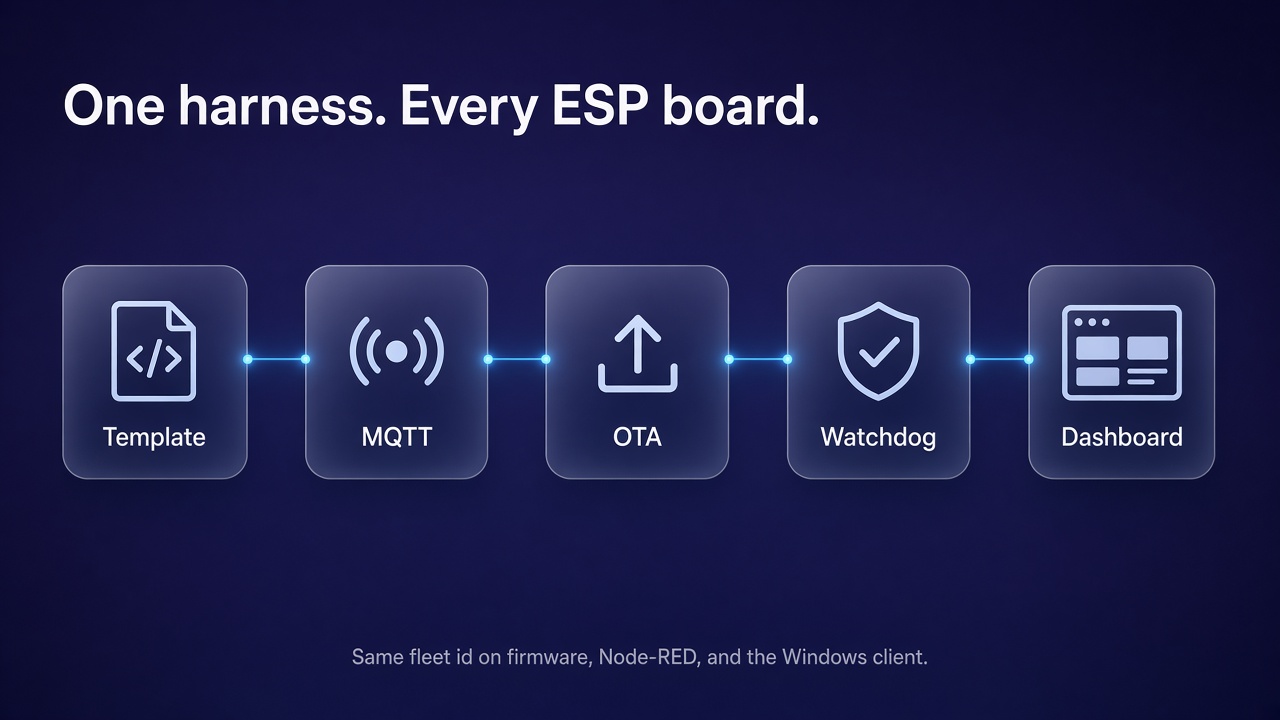 One harness. Every ESP board.
Template
MQTT
OTA
Watchdog
Dashboard
Same fleet id on firmware, Node-RED, and the Windows client.